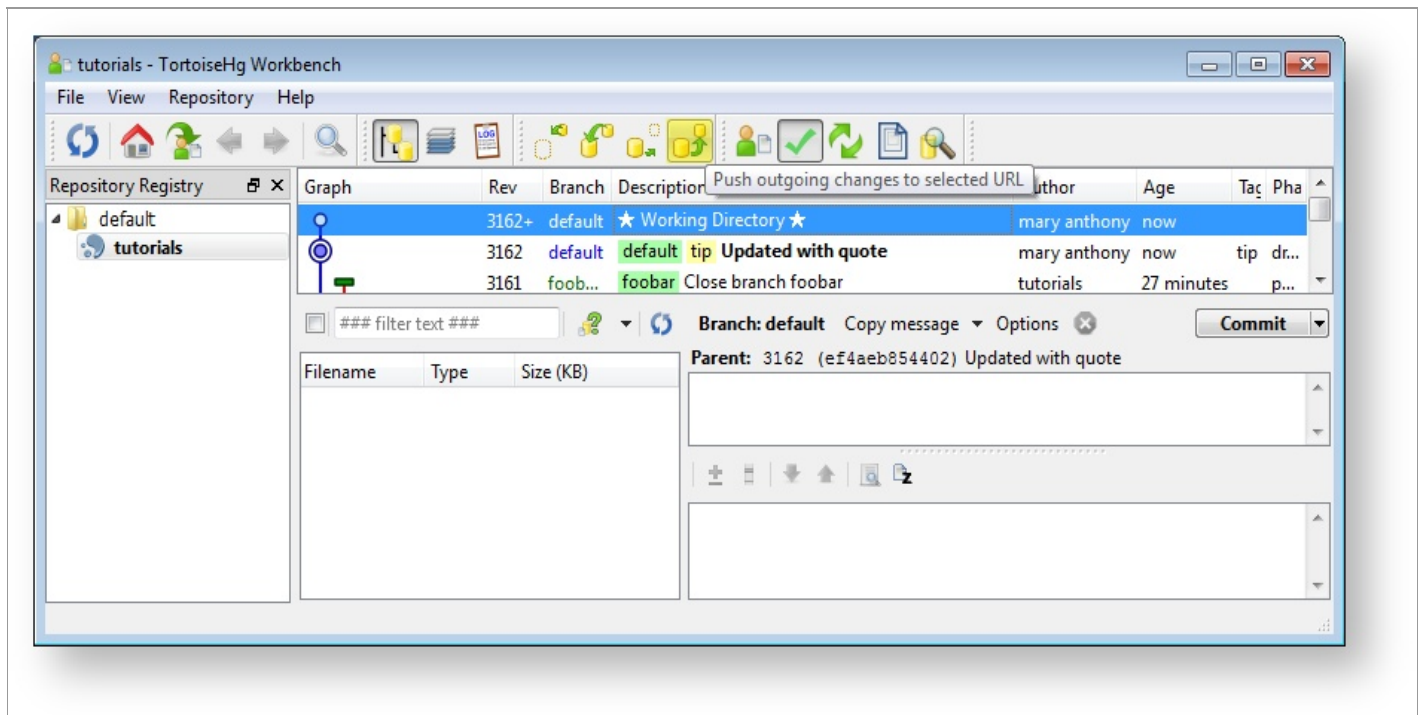 tutorials - TortoiseHg Workbench
File View Repository Help
LOG
Push outgoing changes to selected URL
Repository Registry
Graph Rev Branch Description uthor Age Tag Pha
default
tutorials
3162+ default ★ Working Directory ★ mary anthony now
3162 default default tip Updated with quote mary anthony now tip dr...
3161 foob... foobar Close branch foobar tutorials 27 minutes p...
### filter text ###
Branch: default Copy message Options Commit
Parent: 3162 (ef4aeb854402) Updated with quote
Filename Type Size (KB)
z